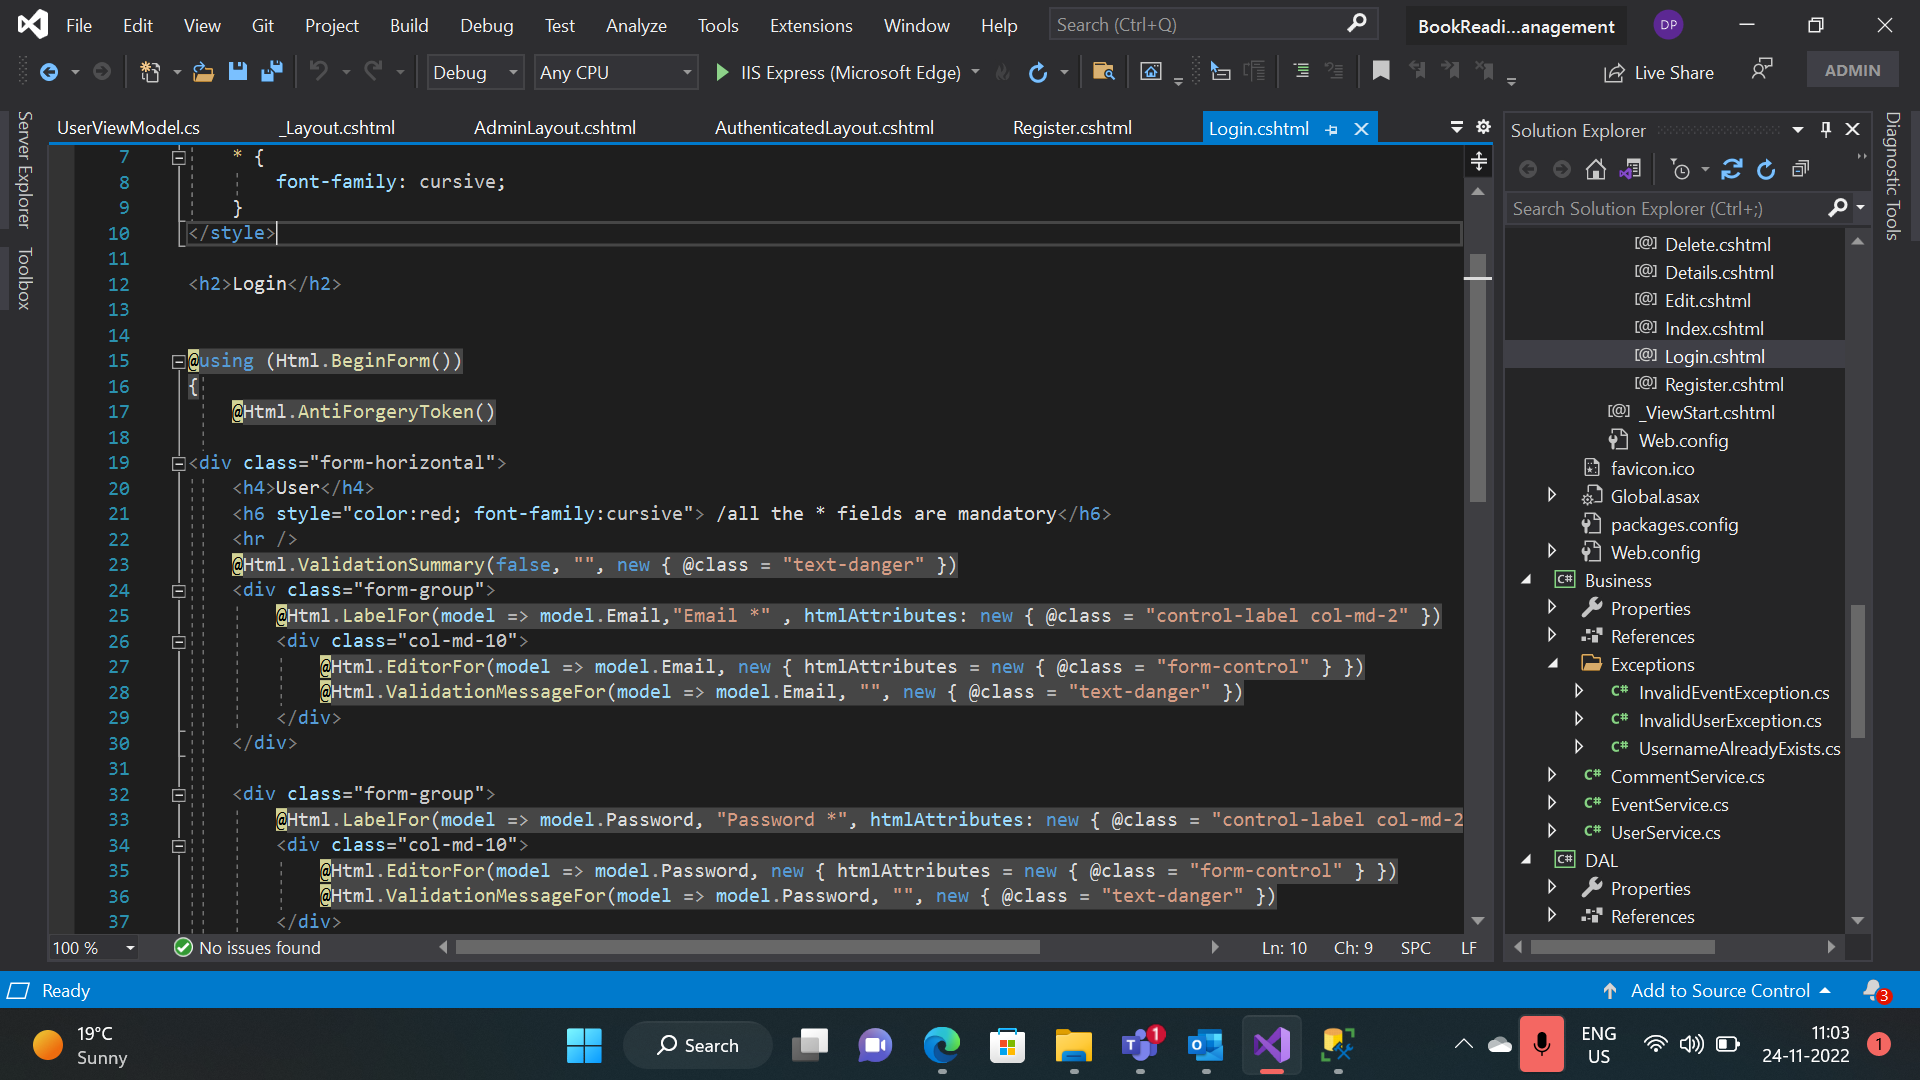 File Edit View Git Project Build Debug Test Analyze Tools Extensions Window Help Search (Ctrl+Q) BookReadi...anagement DP
Debug Any CPU IIS Express (Microsoft Edge) Live Share ADMIN
Server Explorer
Toolbox
UserViewModel.cs _Layout.cshtml AdminLayout.cshtml AuthenticatedLayout.cshtml Register.cshtml Login.cshtml
7 * {
8 font-family: cursive;
9 }
10 </style>
11
12 <h2>Login</h2>
13
14
15 @using (Html.BeginForm())
16 {
17 @Html.AntiForgeryToken()
18
19 <div class="form-horizontal">
20 <h4>User</h4>
21 <h6 style="color:red; font-family:cursive"> /all the * fields are mandatory</h6>
22 <hr />
23 @Html.ValidationSummary(false, "", new { @class = "text-danger" })
24 <div class="form-group">
25 @Html.LabelFor(model => model.Email,"Email *" , htmlAttributes: new { @class = "control-label col-md-2" })
26 <div class="col-md-10">
27 @Html.EditorFor(model => model.Email, new { htmlAttributes = new { @class = "form-control" } })
28 @Html.ValidationMessageFor(model => model.Email, "", new { @class = "text-danger" })
29 </div>
30 </div>
31
32 <div class="form-group">
33 @Html.LabelFor(model => model.Password, "Password *", htmlAttributes: new { @class = "control-label col-md-2
34 <div class="col-md-10">
35 @Html.EditorFor(model => model.Password, new { htmlAttributes = new { @class = "form-control" } })
36 @Html.ValidationMessageFor(model => model.Password, "", new { @class = "text-danger" })
37 </div>
100 % No issues found Ln: 10 Ch: 9 SPC LF
Solution Explorer
Search Solution Explorer (Ctrl+;)
Delete.cshtml
Details.cshtml
Edit.cshtml
Index.cshtml
Login.cshtml
Register.cshtml
_ViewStart.cshtml
Web.config
favicon.ico
Global.asax
packages.config
Web.config
C# Business
Properties
References
Exceptions
C# InvalidEventException.cs
C# InvalidUserException.cs
C# UsernameAlreadyExists.cs
C# CommentService.cs
C# EventService.cs
C# UserService.cs
C# DAL
Properties
References
Diagnostic Tools
Ready Add to Source Control 3
19°C
Sunny
Search
1
ENG
US
11:03
24-11-2022
1